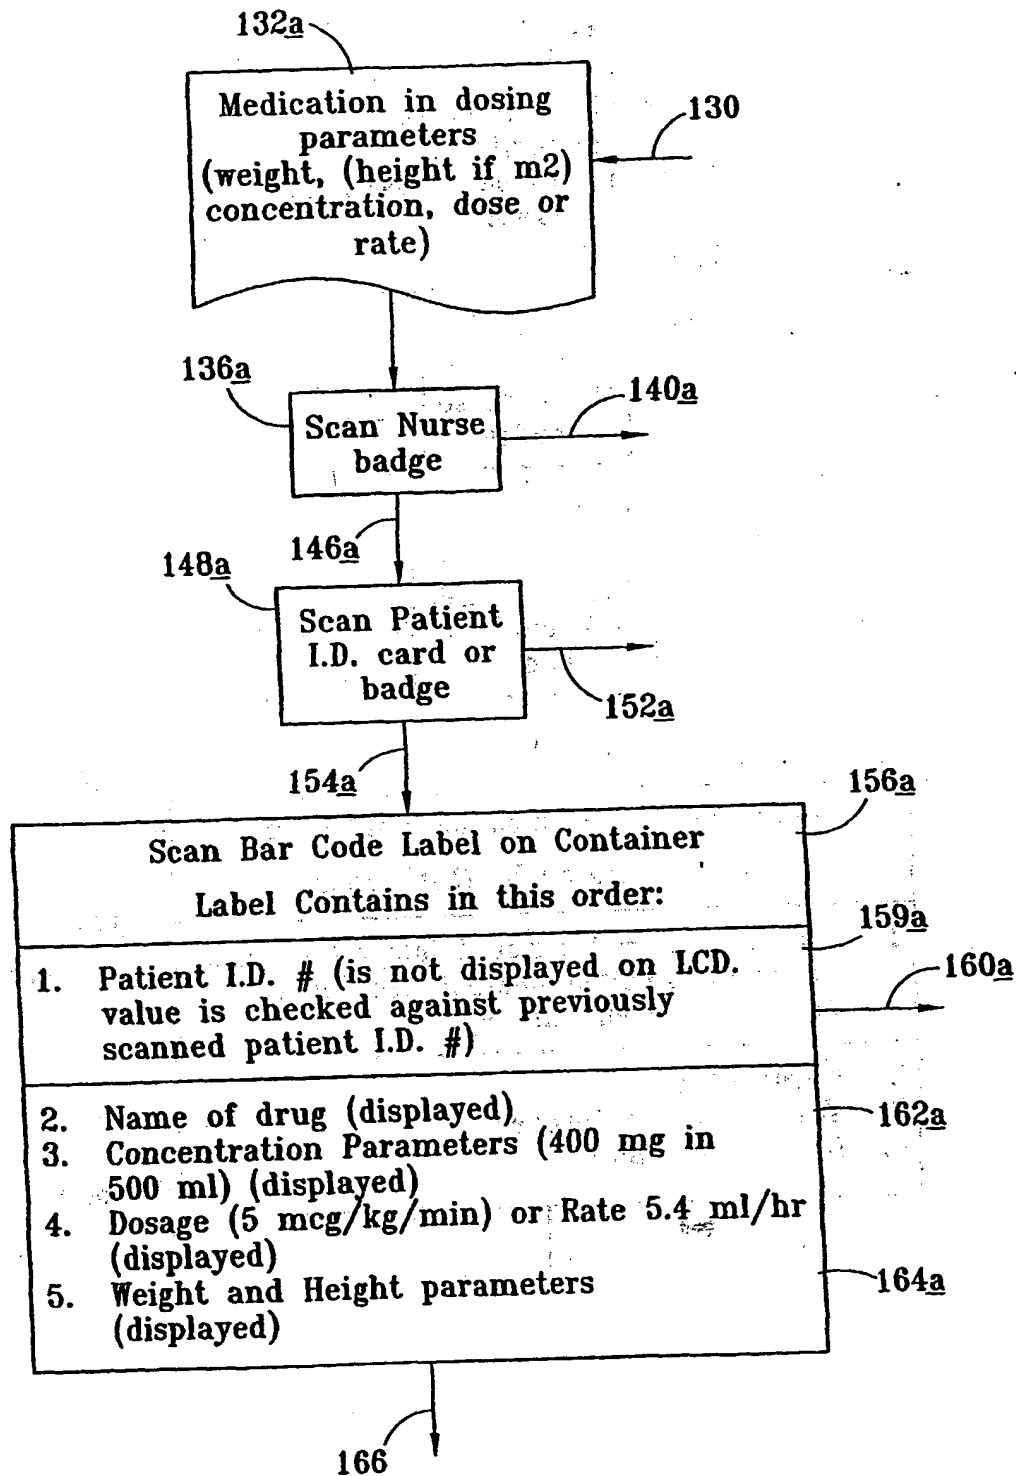 132a
Medication in dosing
parameters
(weight, (height if m2)
concentration, dose or
rate)
130
136a
Scan Nurse
badge
140a
146a
148a
Scan Patient
I.D. card or
badge
152a
154a
156a
Scan Bar Code Label on Container
Label Contains in this order:
159a
1. Patient I.D. # (is not displayed on LCD.
value is checked against previously
scanned patient I.D. #)
160a
2. Name of drug (displayed)
162a
3. Concentration Parameters (400 mg in
500 ml) (displayed)
4. Dosage (5 mcg/kg/min) or Rate 5.4 ml/hr
(displayed)
164a
5. Weight and Height parameters
(displayed)
166